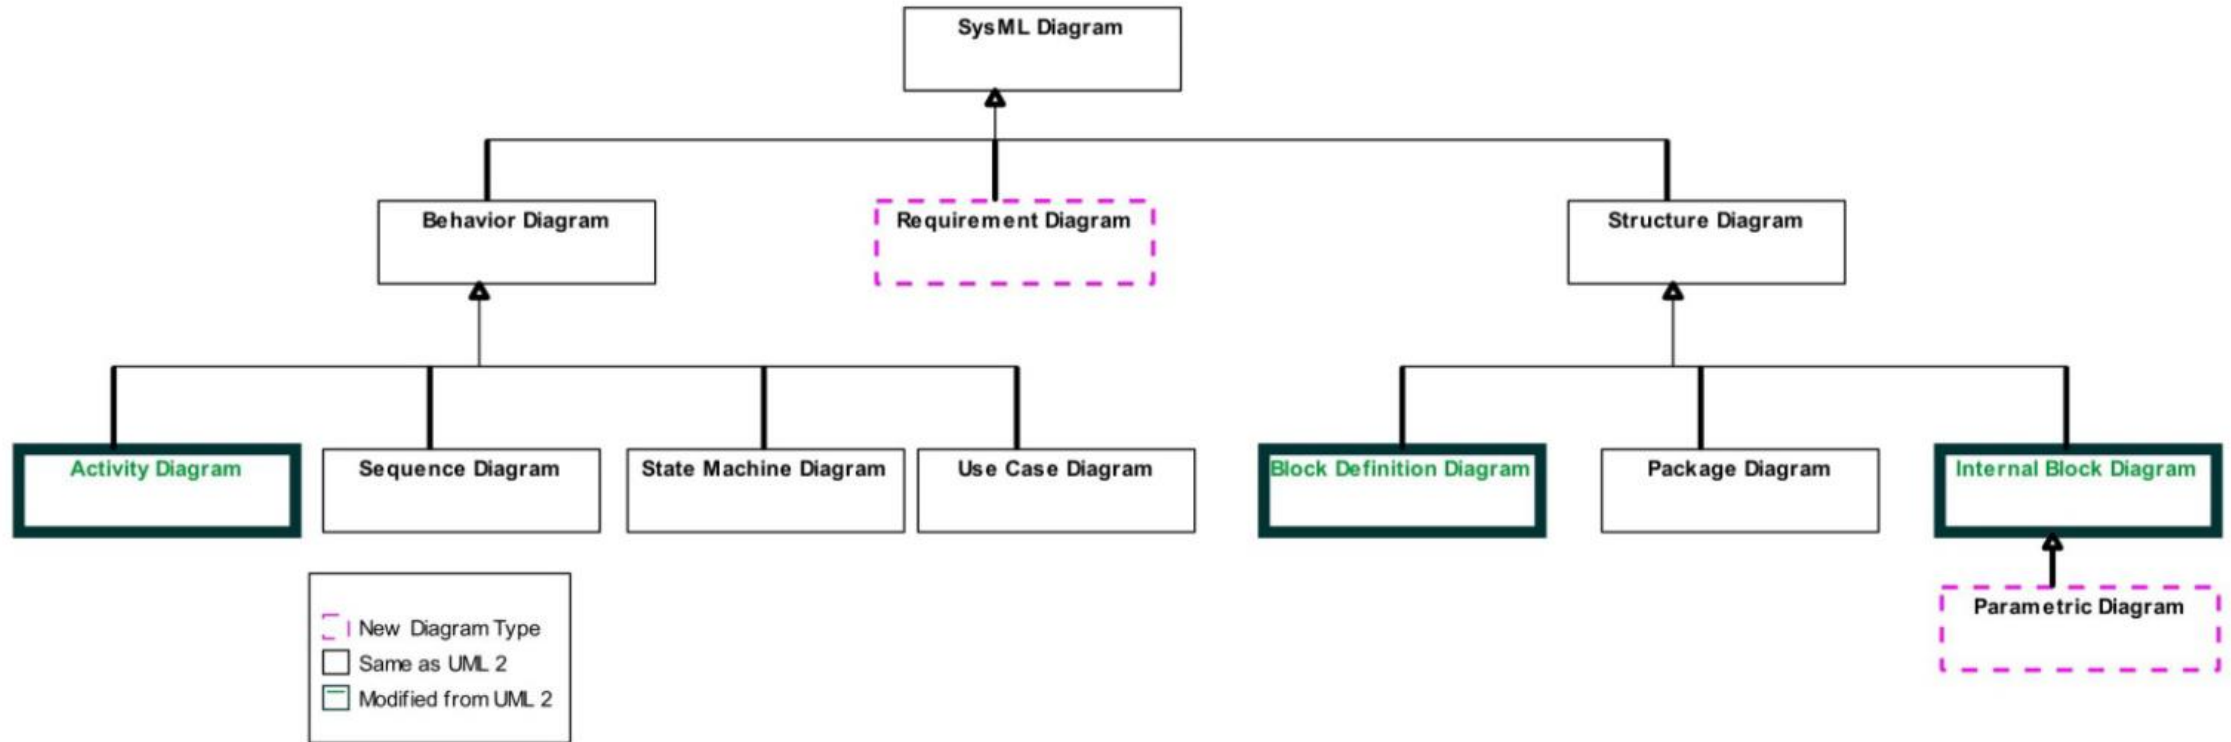 SysML Diagram
Behavior Diagram
Requirement Diagram
Structure Diagram
Activity Diagram
Sequence Diagram
State Machine Diagram
Use Case Diagram
Block Definition Diagram
Package Diagram
Internal Block Diagram
Parametric Diagram
New Diagram Type
Same as UML 2
Modified from UML 2